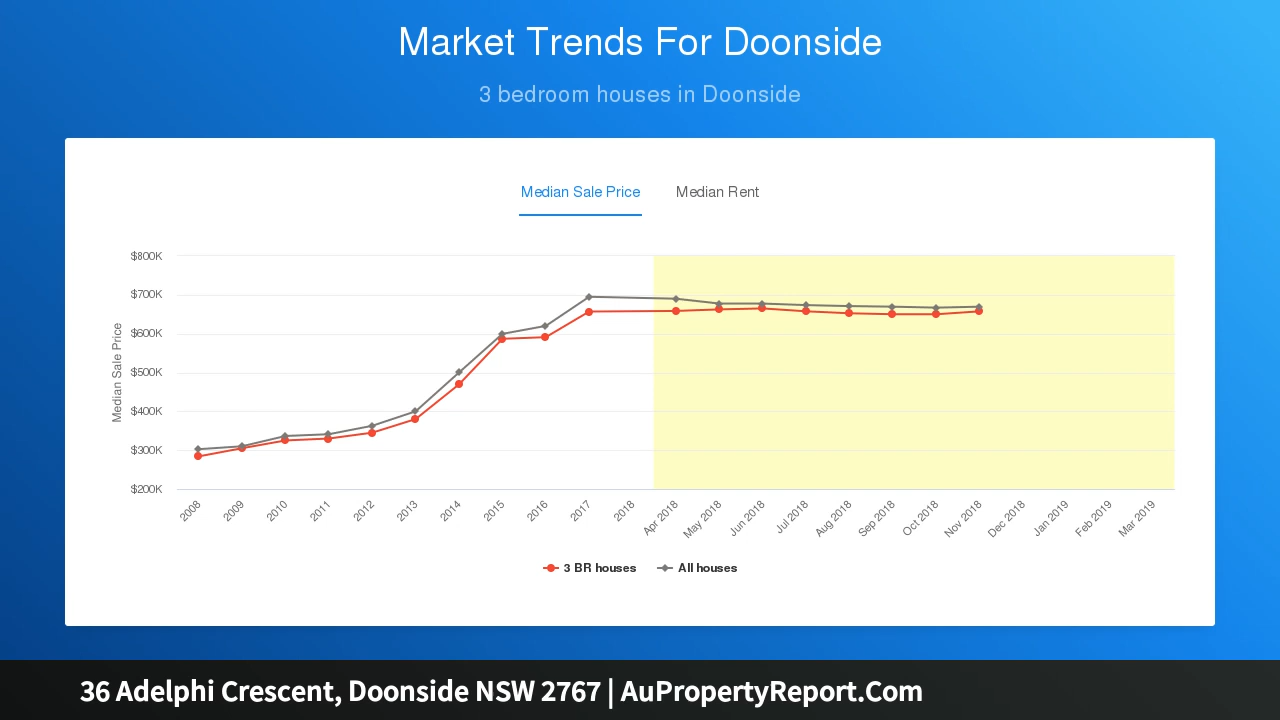 Market Trends For Doonside
3 bedroom houses in Doonside
Median Sale Price Median Rent
Median Sale Price
$800K
$700K
$600K
$500K
$400K
$300K
$200K
2008 2009 2010 2011 2012 2013 2014 2015 2016 2017 2018 Apr 2018 May 2018 Jun 2018 Jul 2018 Aug 2018 Sep 2018 Oct 2018 Nov 2018 Dec 2018 Jan 2019 Feb 2019 Mar 2019
3 BR houses All houses
36 Adelphi Crescent, Doonside NSW 2767 | AuPropertyReport.Com